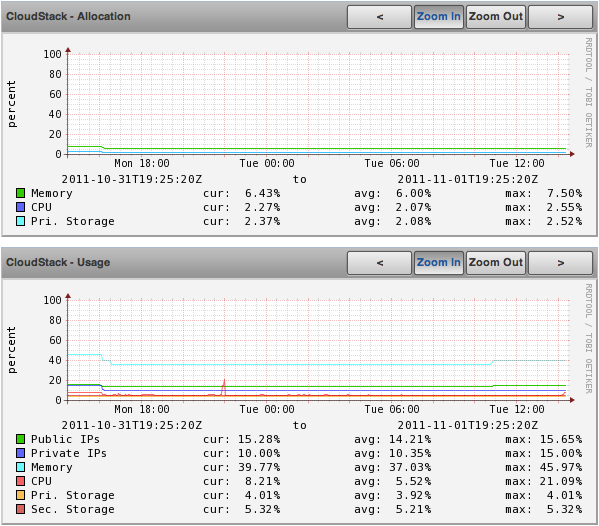 CloudStack - Allocation < Zoom In Zoom Out >
RRDTOOL / TOBI OETIKER
percent
100
80
60
40
20
0
Mon 18:00 Tue 00:00 Tue 06:00 Tue 12:00
2011-10-31T19:25:20Z to 2011-11-01T19:25:20Z
Memory cur: 6.43% avg: 6.00% max: 7.50%
CPU cur: 2.27% avg: 2.07% max: 2.55%
Pri. Storage cur: 2.37% avg: 2.08% max: 2.52%
CloudStack - Usage < Zoom In Zoom Out >
RRDTOOL / TOBI OETIKER
percent
100
80
60
40
20
0
Mon 18:00 Tue 00:00 Tue 06:00 Tue 12:00
2011-10-31T19:25:20Z to 2011-11-01T19:25:20Z
Public IPs cur: 15.28% avg: 14.21% max: 15.65%
Private IPs cur: 10.00% avg: 10.35% max: 15.00%
Memory cur: 39.77% avg: 37.03% max: 45.97%
CPU cur: 8.21% avg: 5.52% max: 21.09%
Pri. Storage cur: 4.01% avg: 3.92% max: 4.01%
Sec. Storage cur: 5.32% avg: 5.21% max: 5.32%